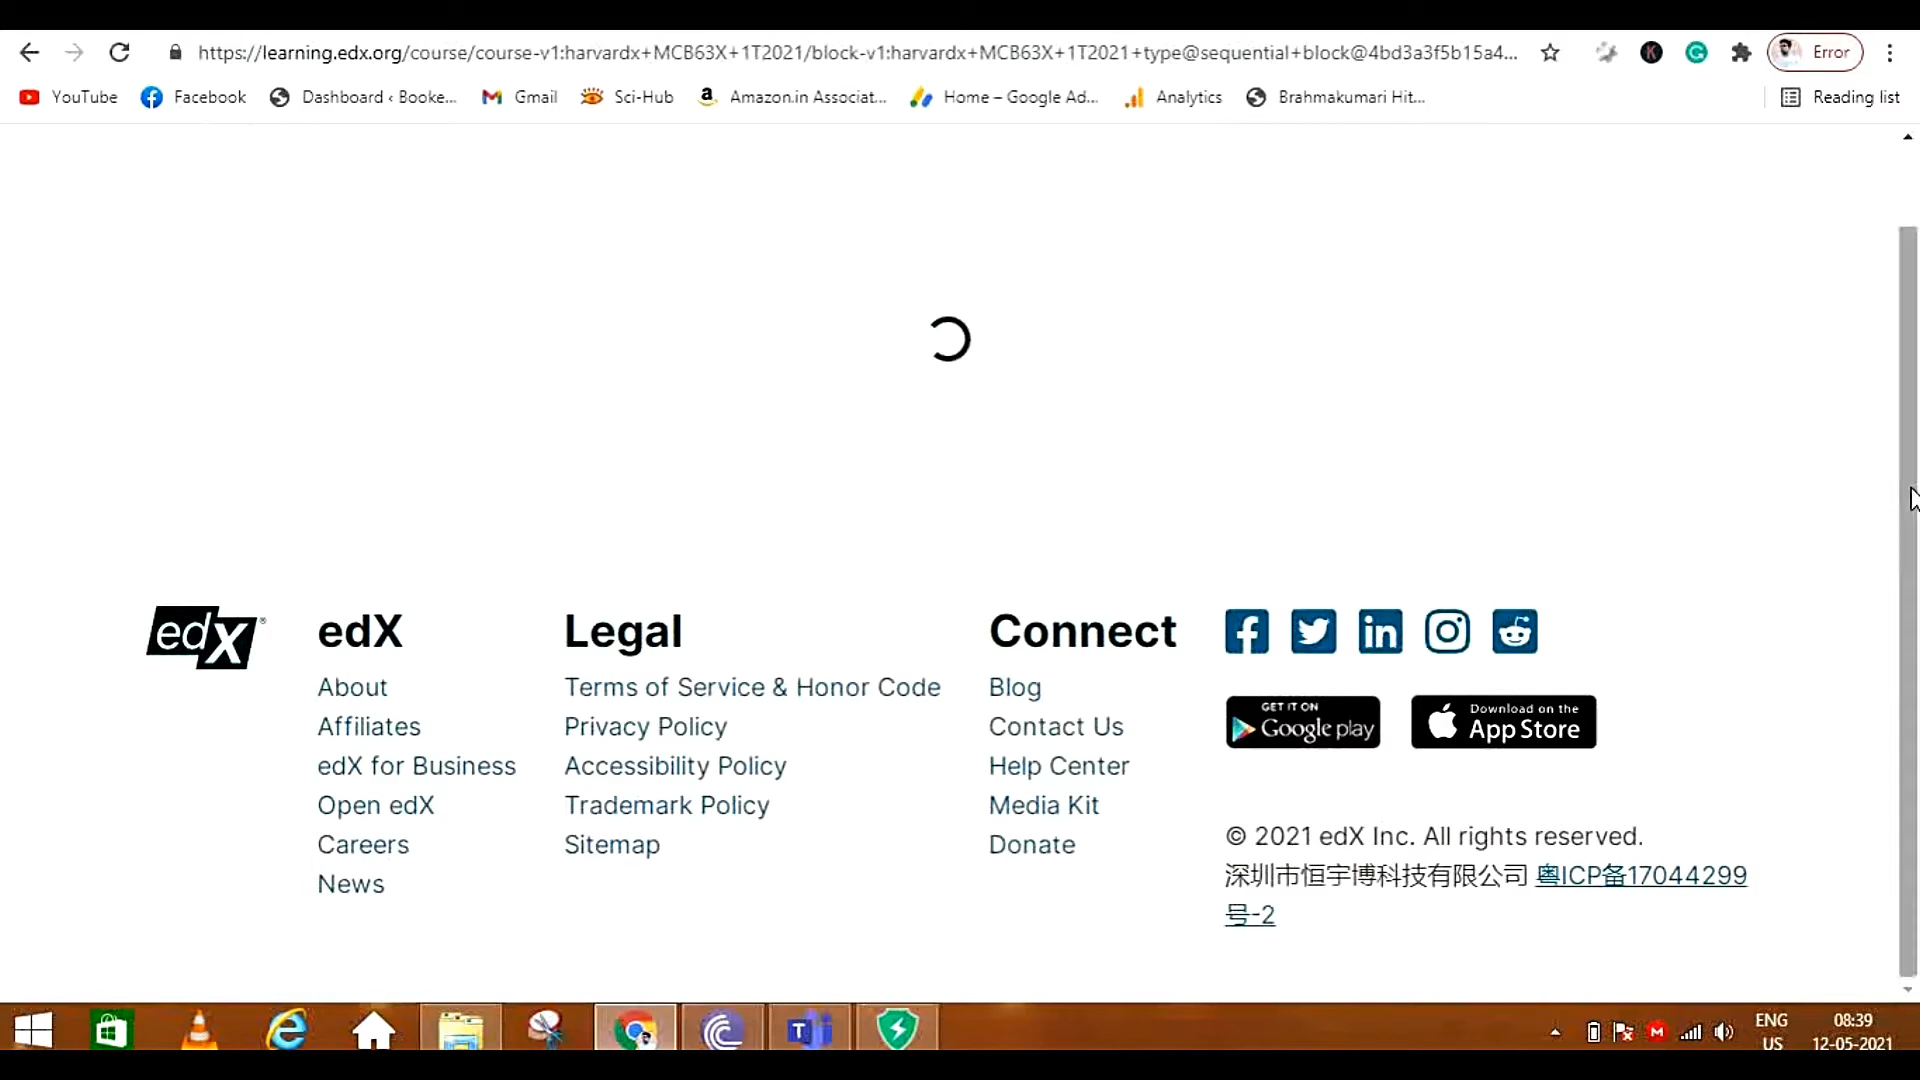 https://learning.edx.org/course/course-v1:harvardx+MCB63X+1T2021/block-v1:harvardx+MCB63X+1T2021+type@sequential+block@4bd3a3f5b15a4...
Error
YouTube
Facebook
Dashboard ‹ Booke...
Gmail
Sci-Hub
Amazon.in Associat...
Home – Google Ad...
Analytics
Brahmakumari Hit...
Reading list
edX
edX
About
Affiliates
edX for Business
Open edX
Careers
News
Legal
Terms of Service & Honor Code
Privacy Policy
Accessibility Policy
Trademark Policy
Sitemap
Connect
Blog
Contact Us
Help Center
Media Kit
Donate
GET IT ON
Google play
Download on the
App Store
© 2021 edX Inc. All rights reserved.
深圳市恒宇博科技有限公司 粤ICP备17044299
号-2
ENG
US
08:39
12-05-2021